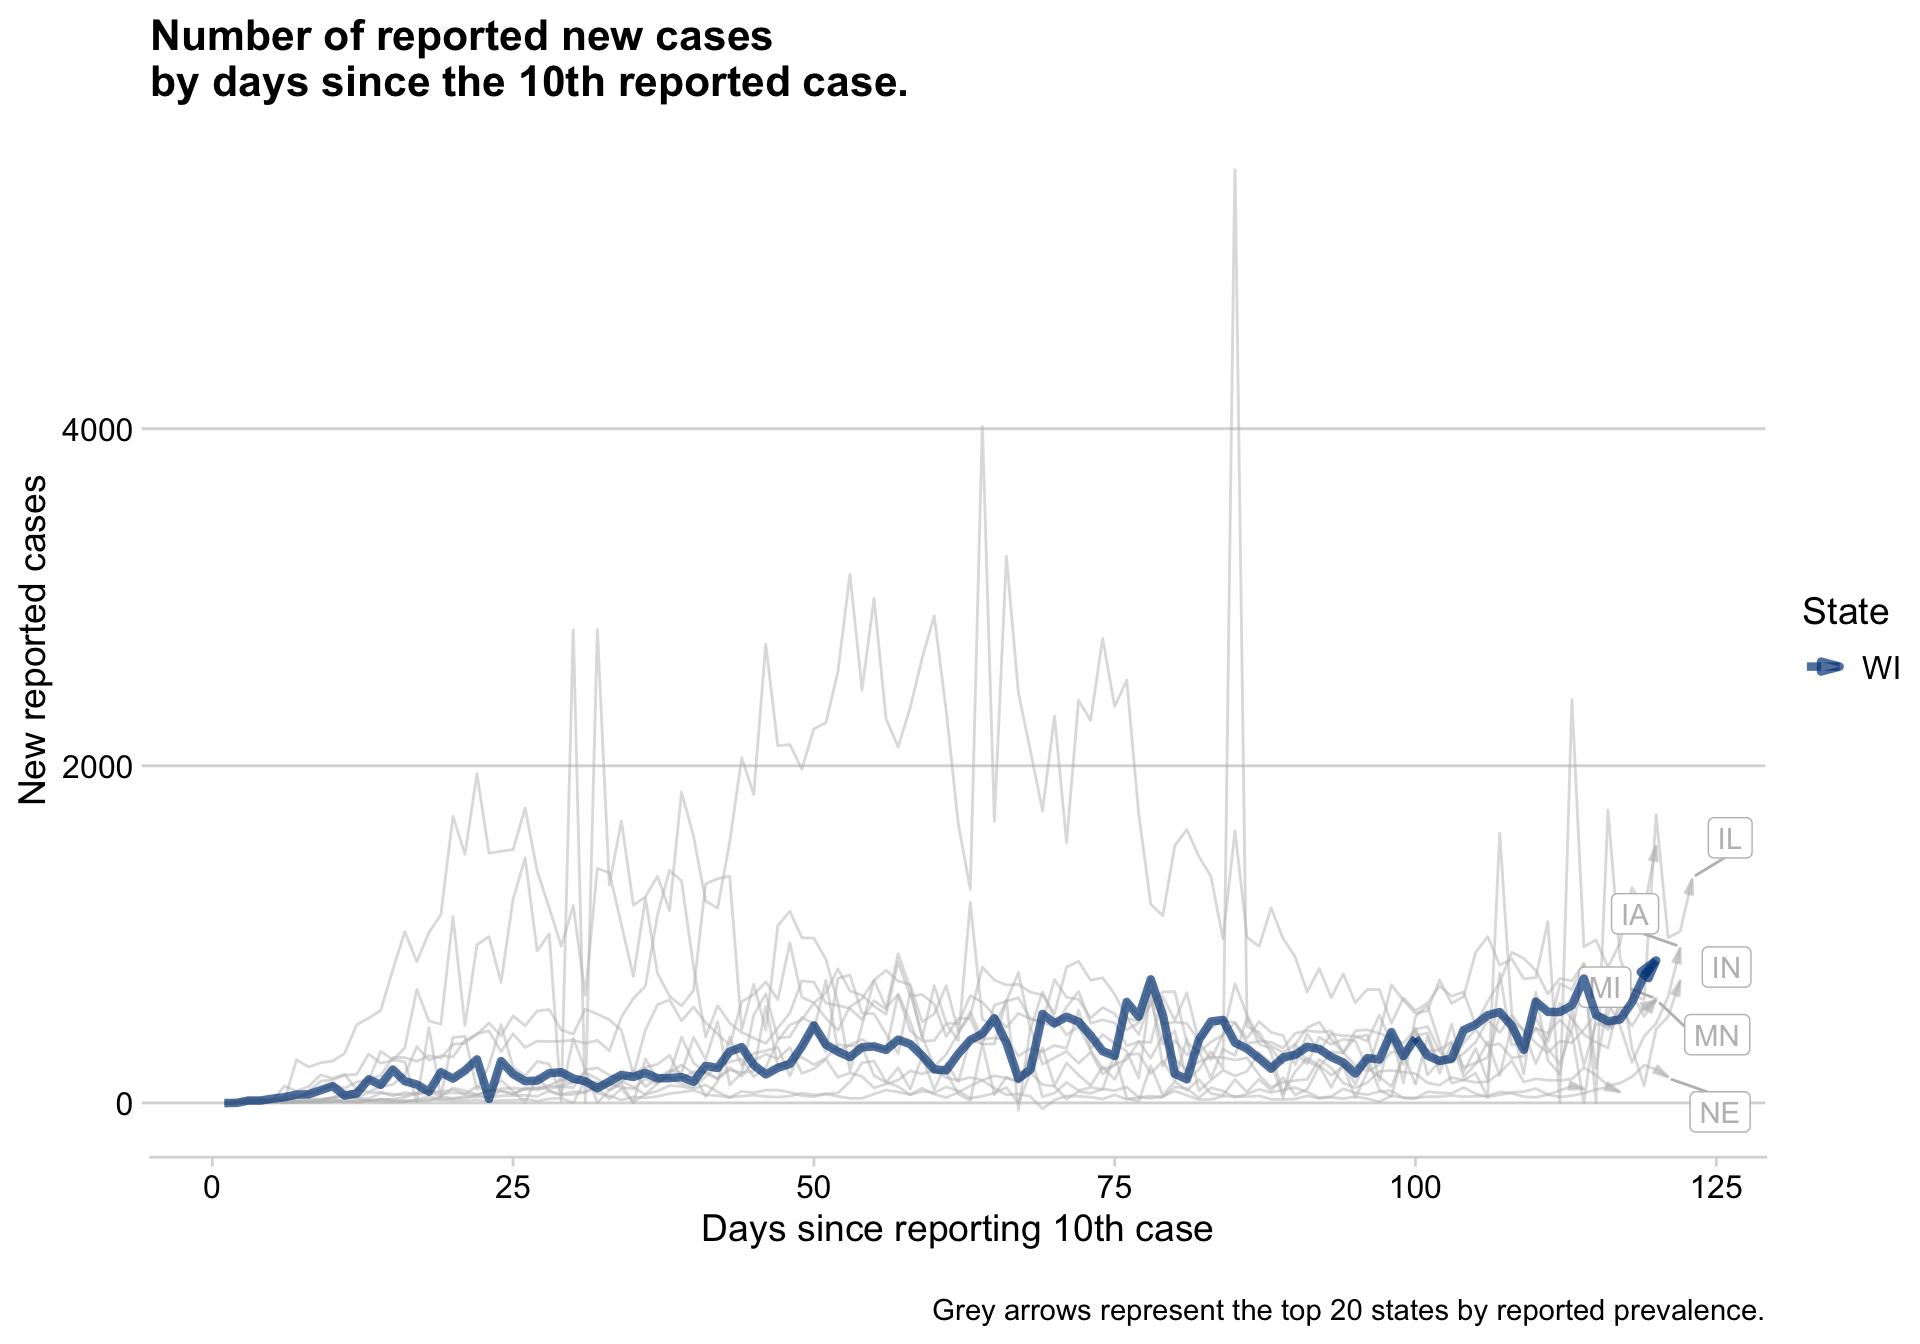 Number of reported new cases
by days since the 10th reported case.
New reported cases
4000
2000
0
IL
IA
IN
MI
MN
NE
State
WI
0 25 50 75 100 125
Days since reporting 10th case
Grey arrows represent the top 20 states by reported prevalence.